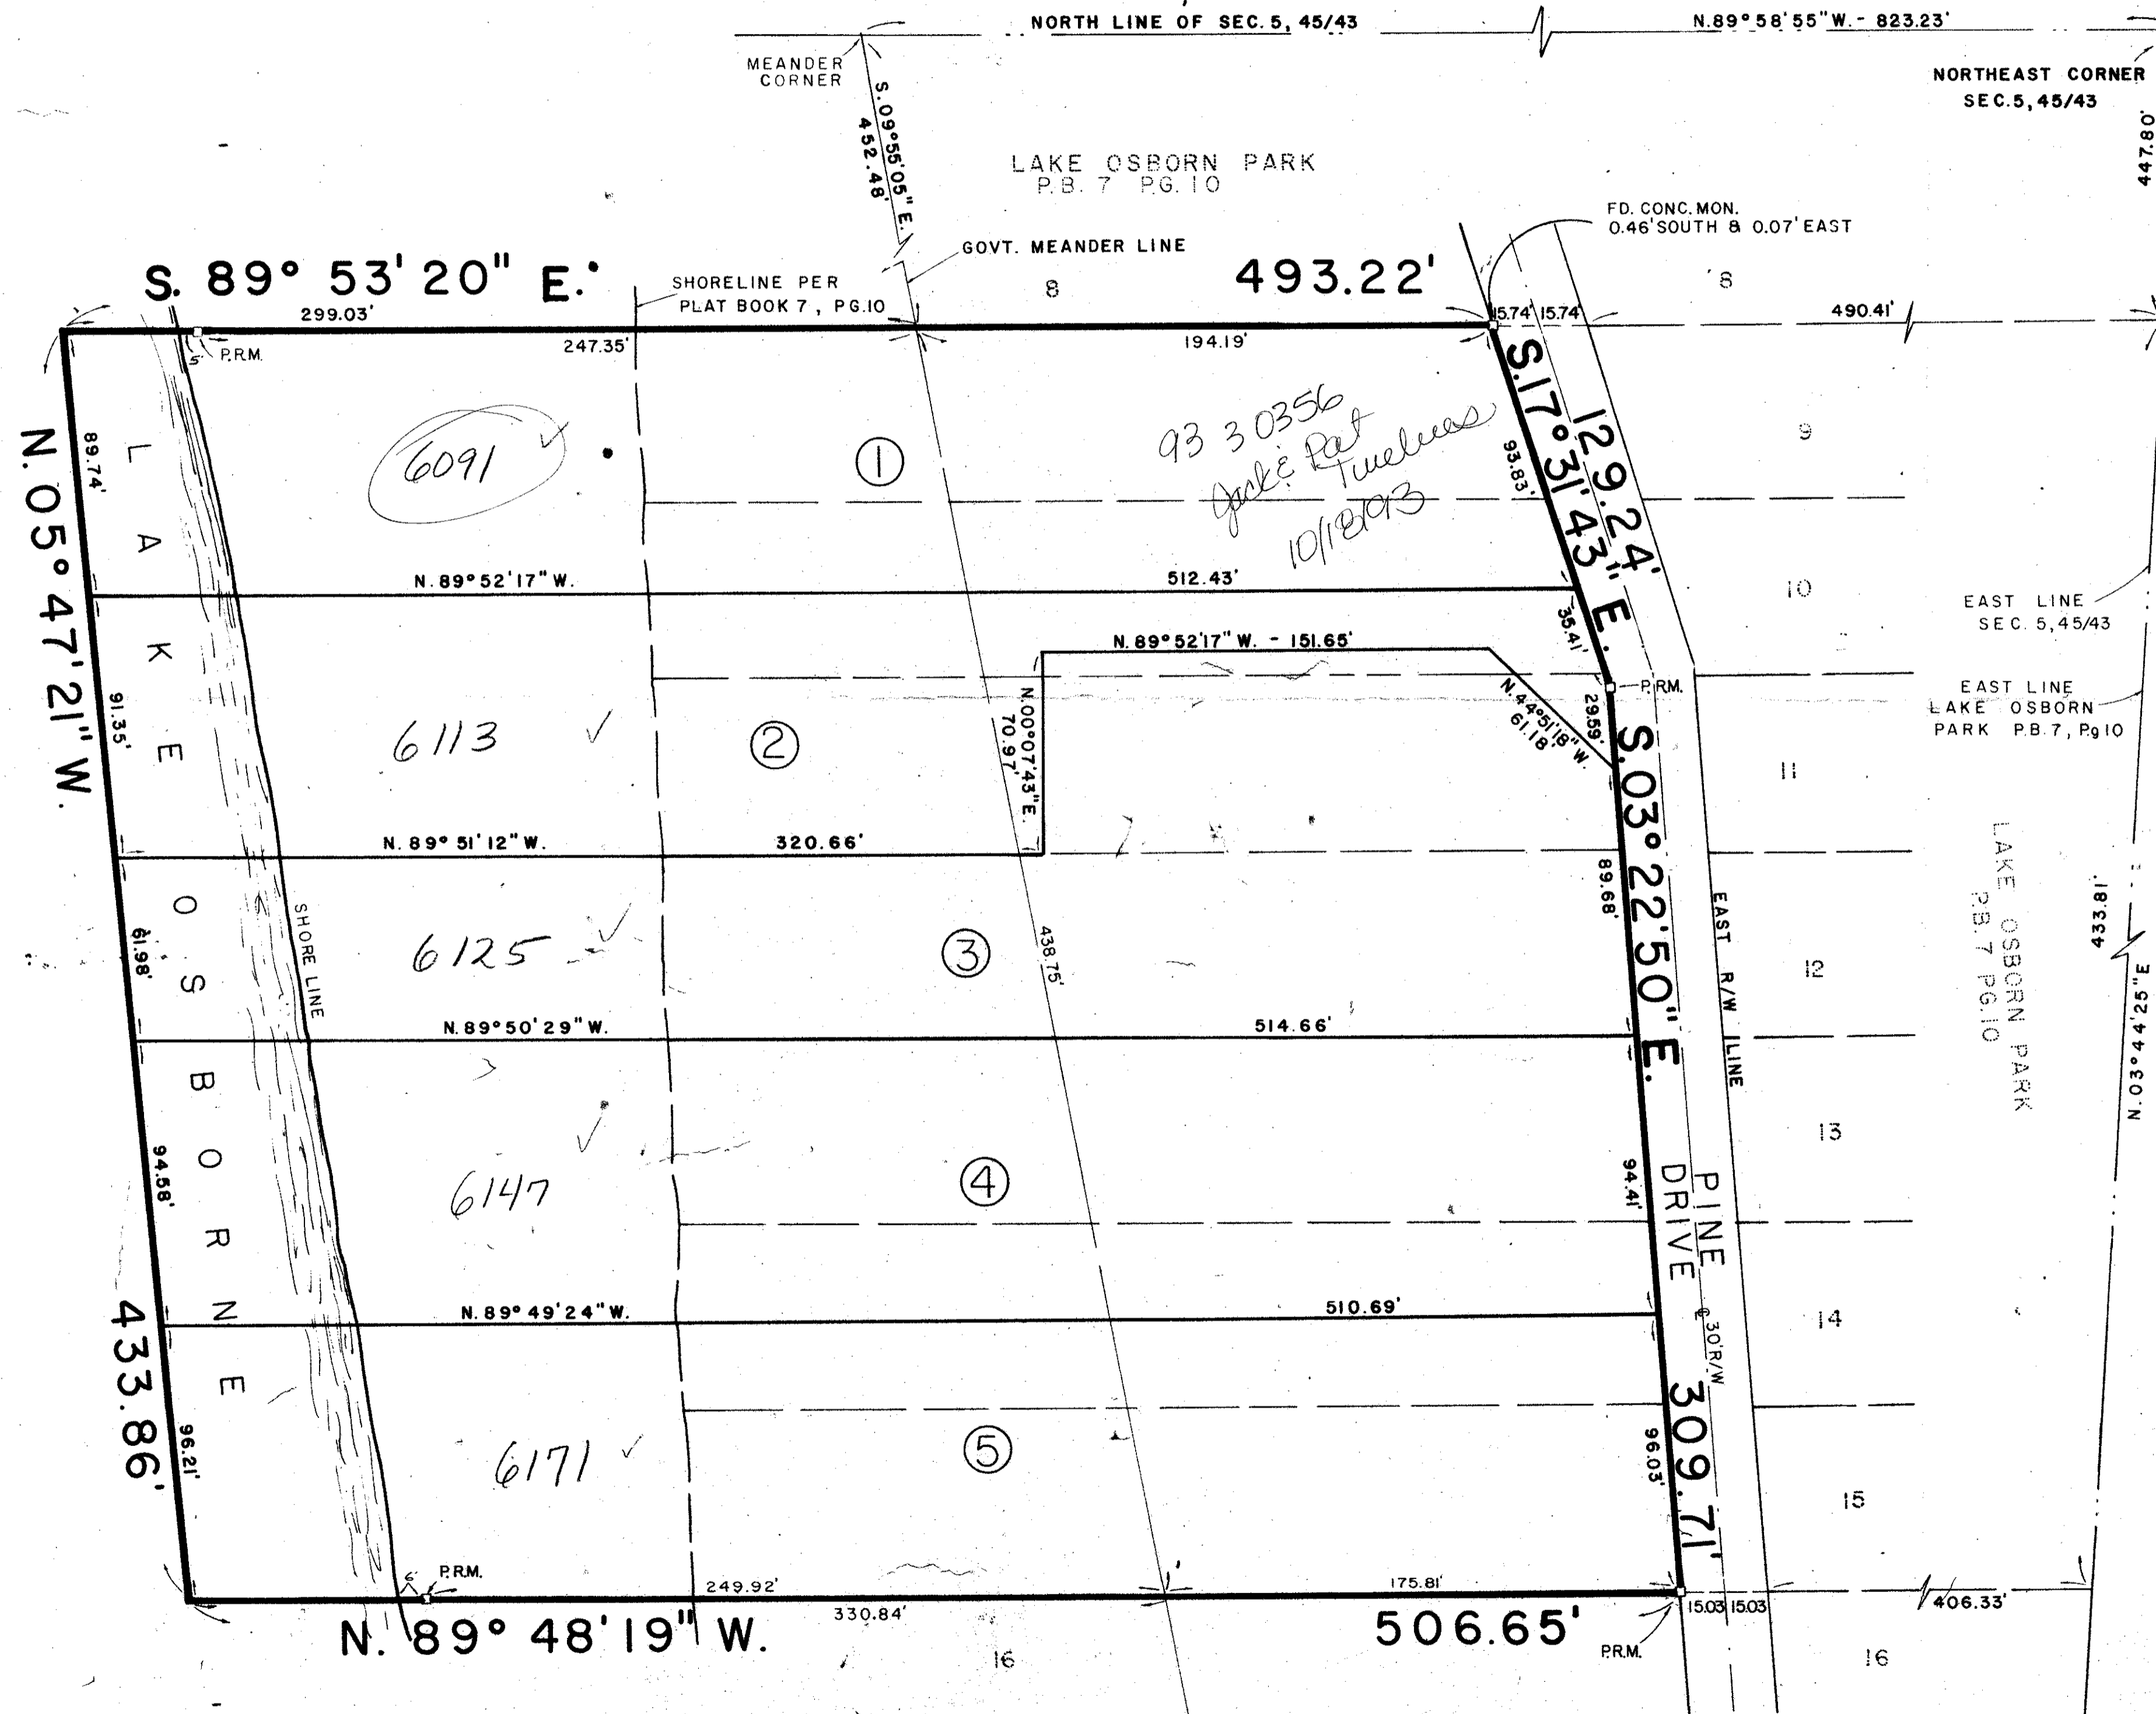 NORTH LINE OF SEC. 5, 45/43
N. 89° 58' 55" W. - 823.23'
MEANDER
CORNER
NORTHEAST CORNER
SEC. 5, 45/43
S. 09° 55' 05" E.
452.48'
447.80'
LAKE OSBORN PARK
P.B. 7 PG. 10
FD. CONC. MON.
0.46' SOUTH & 0.07' EAST
GOVT. MEANDER LINE
S. 89° 53' 20" E.
SHORELINE PER
PLAT BOOK 7, PG. 10
8
493.22'
8
299.03'
15.74' 15.74'
490.41'
5'
P.R.M.
247.35'
194.19'
N. 05° 47' 21" W.
433.86'
89.74'
6091
1
93 3 0356
Jack & Pat
10/18/93
93.83'
S. 17° 31' 43" E.
129.24'
9
N. 89° 52' 17" W.
512.43'
10
EAST LINE
SEC. 5, 45/43
35.41'
N. 89° 52' 17" W. - 151.65'
P.R.M.
EAST LINE
LAKE OSBORN
PARK P.B. 7, Pg 10
91.35'
6113
2
N. 00° 07' 43" E.
70.97'
N. 44° 51' 18" W.
61.18'
29.59'
S. 03° 22' 50" E.
309.71'
11
N. 89° 51' 12" W.
320.66'
89.68'
LAKE OSBORNE
SHORE LINE
61.98'
6125
3
438.75'
EAST R/W LINE
12
LAKE OSBORN PARK
P.B. 7 PG. 10
433.81'
N. 03° 44' 25" E
N. 89° 50' 29" W.
514.66'
94.58'
6147
4
94.41'
PINE
DRIVE
13
N. 89° 49' 24" W.
510.69'
30' R/W
14
96.21'
6171
5
96.03'
15
6'
P.R.M.
249.92'
175.81'
330.84'
15.03 15.03
406.33'
N. 89° 48' 19" W.
506.65'
P.R.M.
16
16